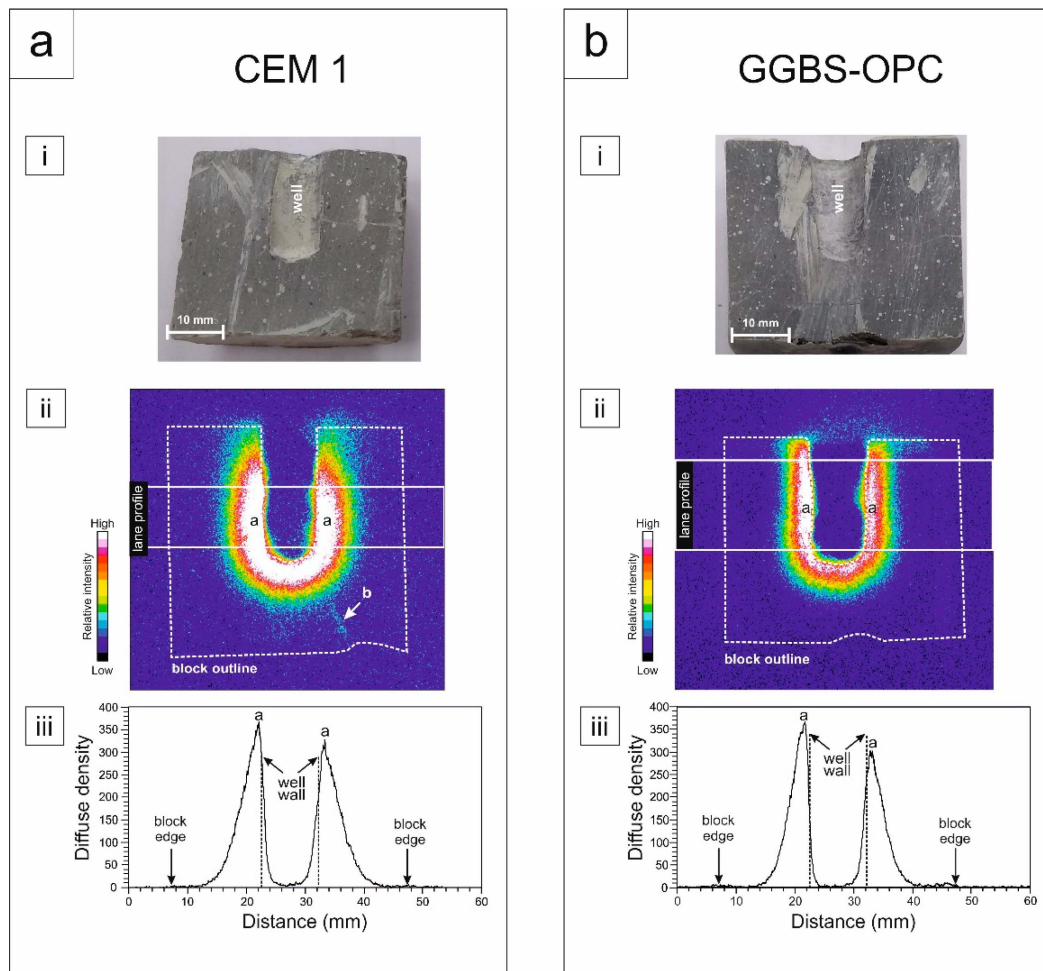 a
CEM 1
i
well
10 mm
ii
lane profile
High
Relative intensity
Low
a
a
b
block outline
iii
400
350
300
250
200
150
100
50
0
Diffuse density
a
a
well
wall
block
edge
block
edge
0
10
20
30
40
50
60
Distance (mm)
b
GGBS-OPC
i
well
10 mm
ii
lane profile
High
Relative intensity
Low
a
a
block outline
iii
400
350
300
250
200
150
100
50
0
Diffuse density
a
a
well
wall
block
edge
block
edge
0
10
20
30
40
50
60
Distance (mm)